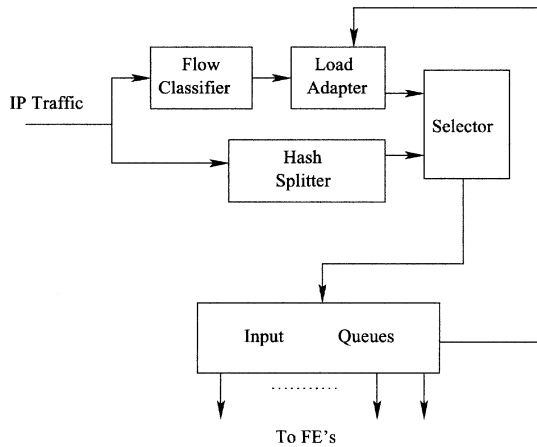 Flow
Classifier
Load
Adapter
IP Traffic
Selector
Hash
Splitter
Input Queues
To FE's